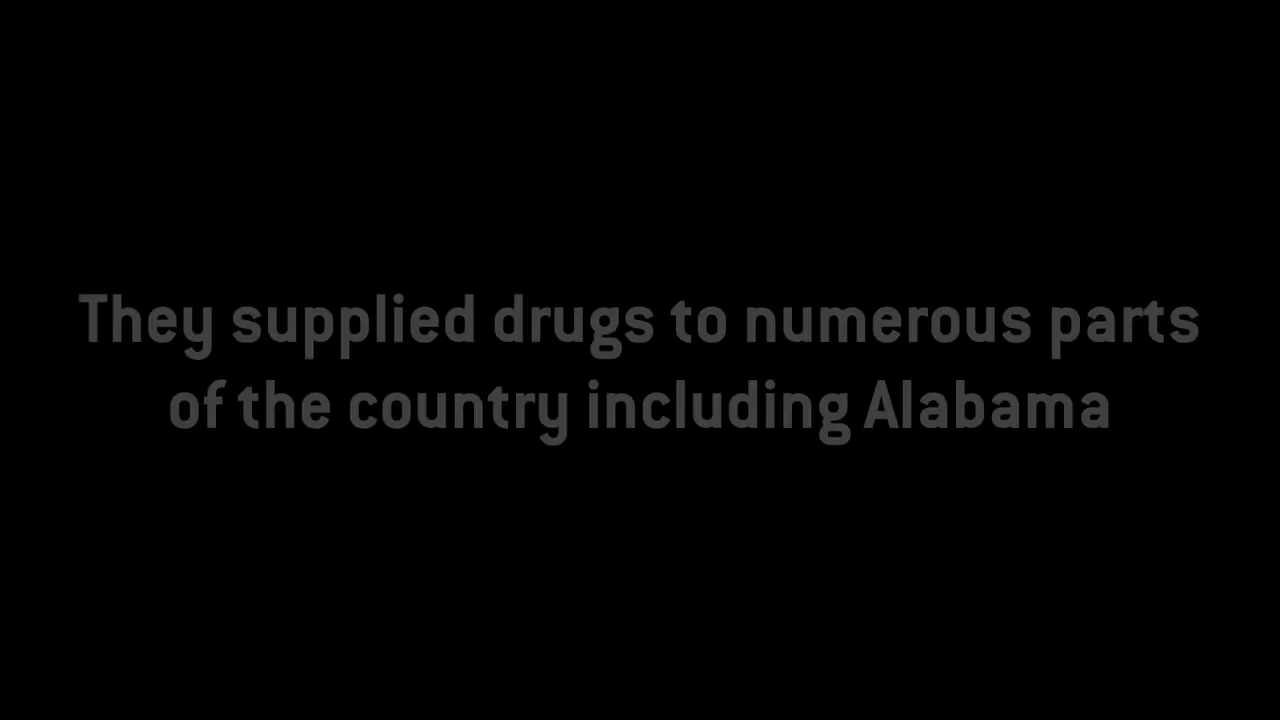 They supplied drugs to numerous parts
of the country including Alabama